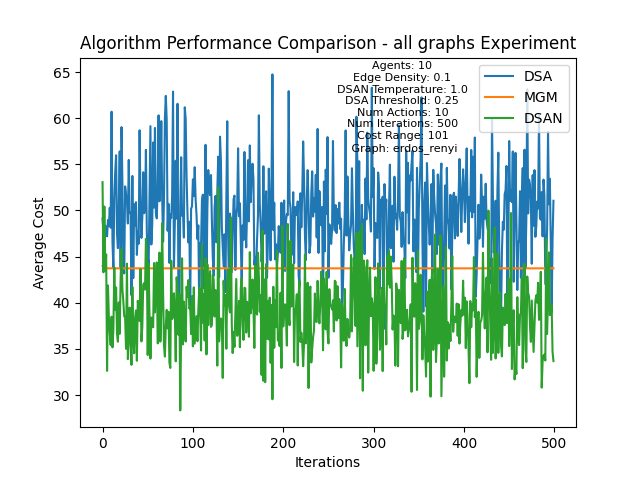 Algorithm Performance Comparison - all graphs Experiment
Agents: 10
Edge Density: 0.1
DSAN Temperature: 1.0
DSA Threshold: 0.25
Num Actions: 10
Num Iterations: 500
Cost Range: 101
Graph: erdos_renyi
DSA
MGM
DSAN
Average Cost
65
60
55
50
45
40
35
30
0 100 200 300 400 500
Iterations